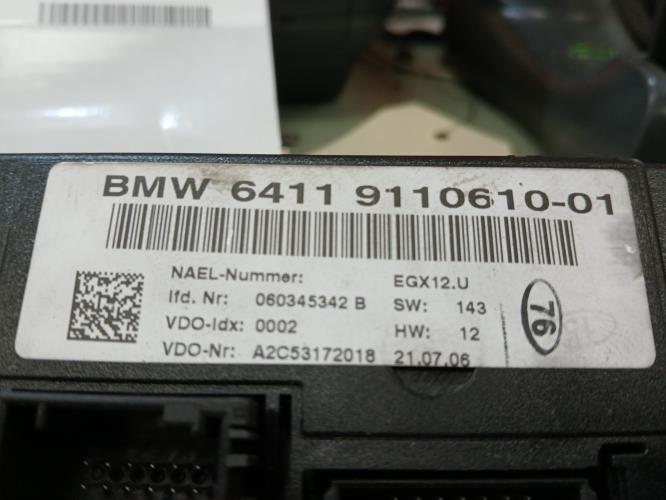 BMW 6411 9110610-01
NAEL-Nummer: EGX12.U
lfd. Nr: 060345342 B SW: 143
VDO-Idx: 0002 HW: 12
VDO-Nr: A2C53172018 21.07.06
76